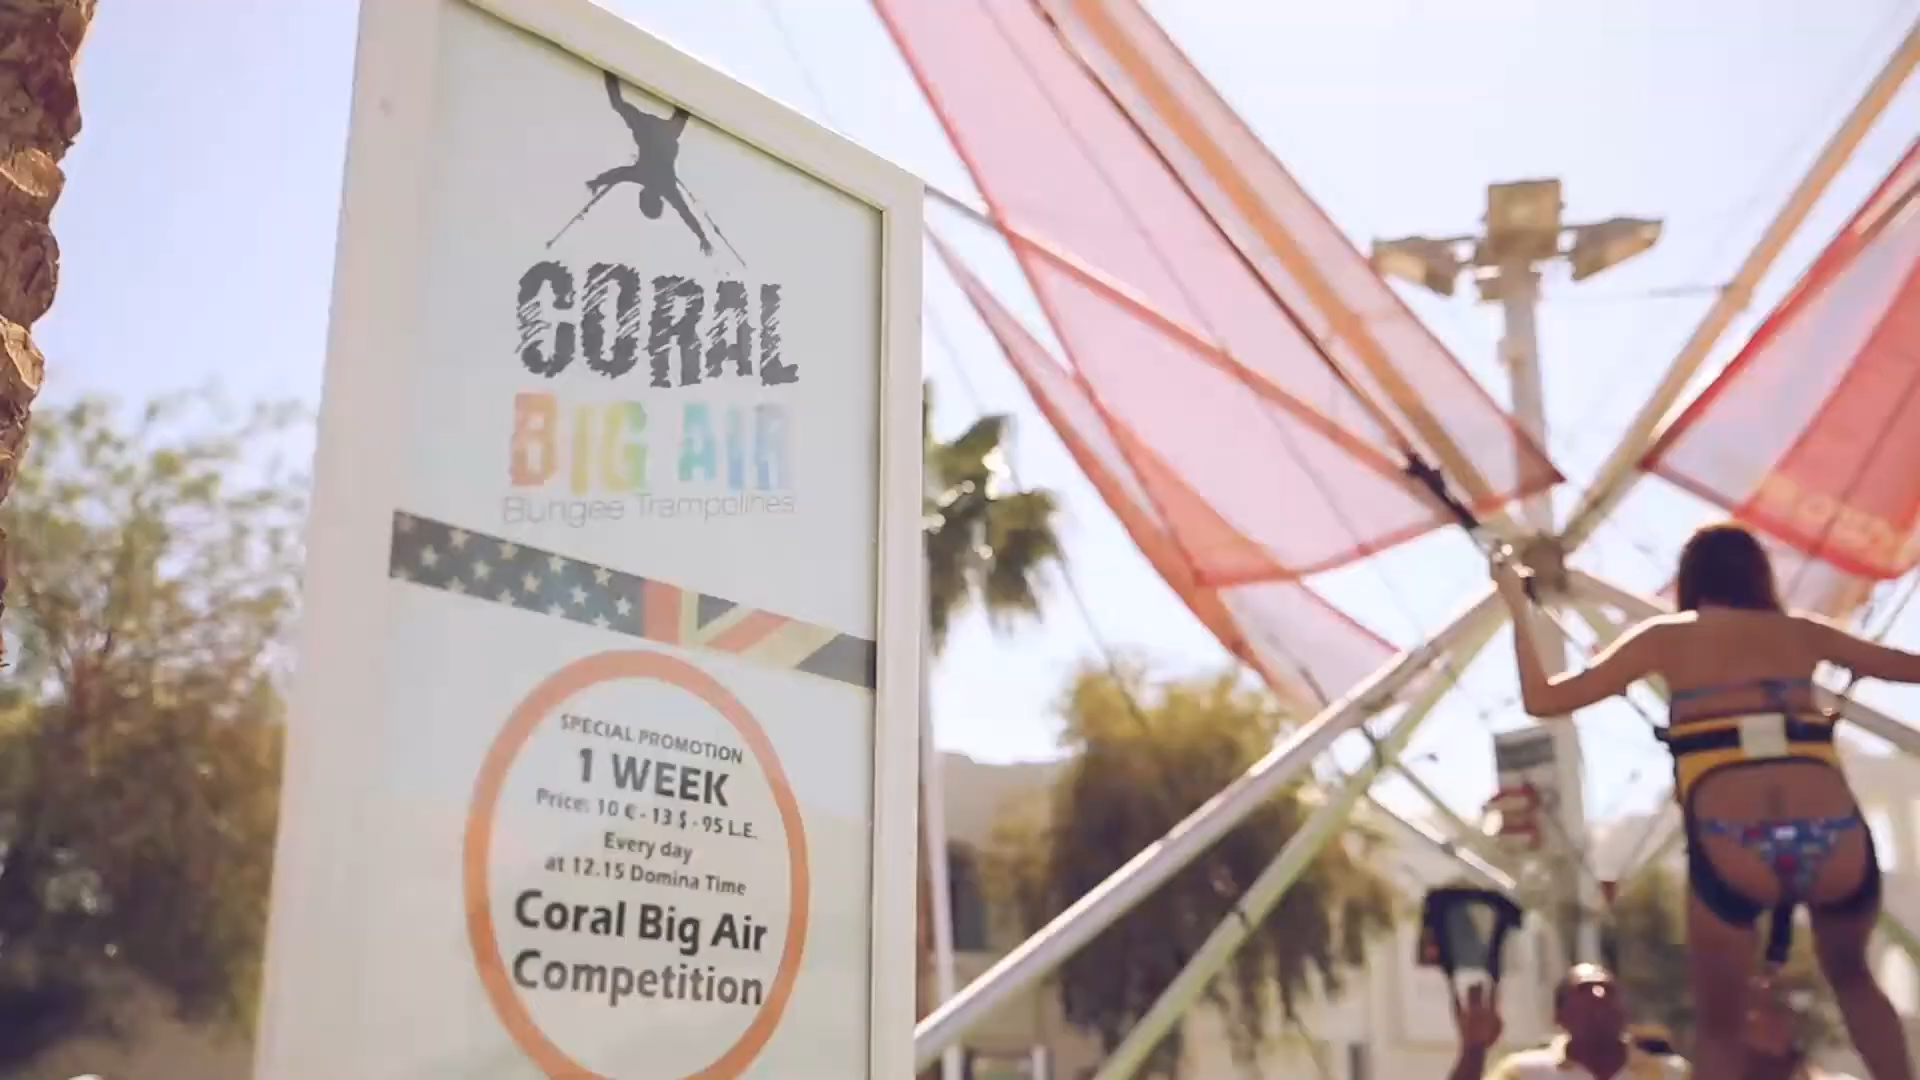 CORAL
BIG AIR
Bungee Trampolines
SPECIAL PROMOTION
1 WEEK
Price: 10 € - 13 $ - 95 L.E.
Every day
at 12.15 Domina Time
Coral Big Air
Competition